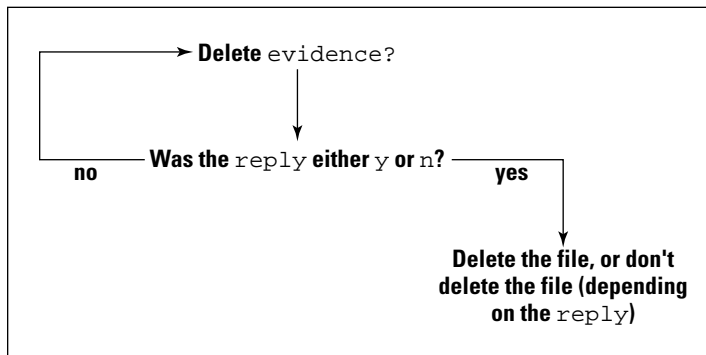 Delete evidence?
Was the reply either y or n?
no
yes
Delete the file, or don't
delete the file (depending
on the reply)